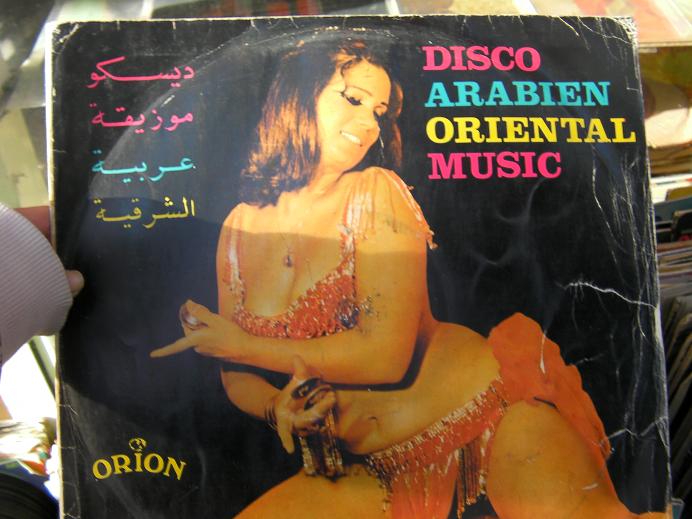 DISCO
ARABIEN
ORIENTAL
MUSIC
ديسكو
موزيقة
عربية
الشرقية
ORION